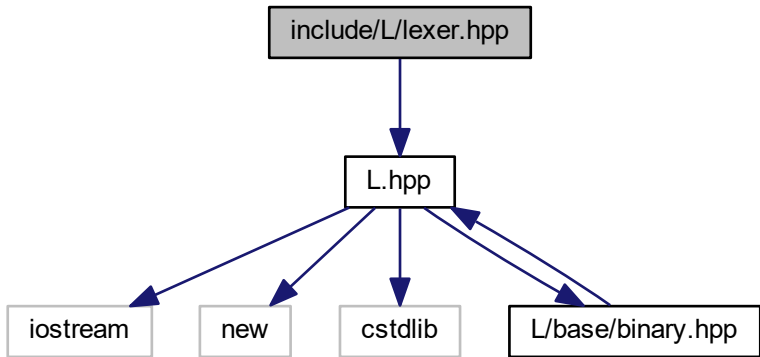 include/L/lexer.hpp
L.hpp
iostream
new
cstdlib
L/base/binary.hpp